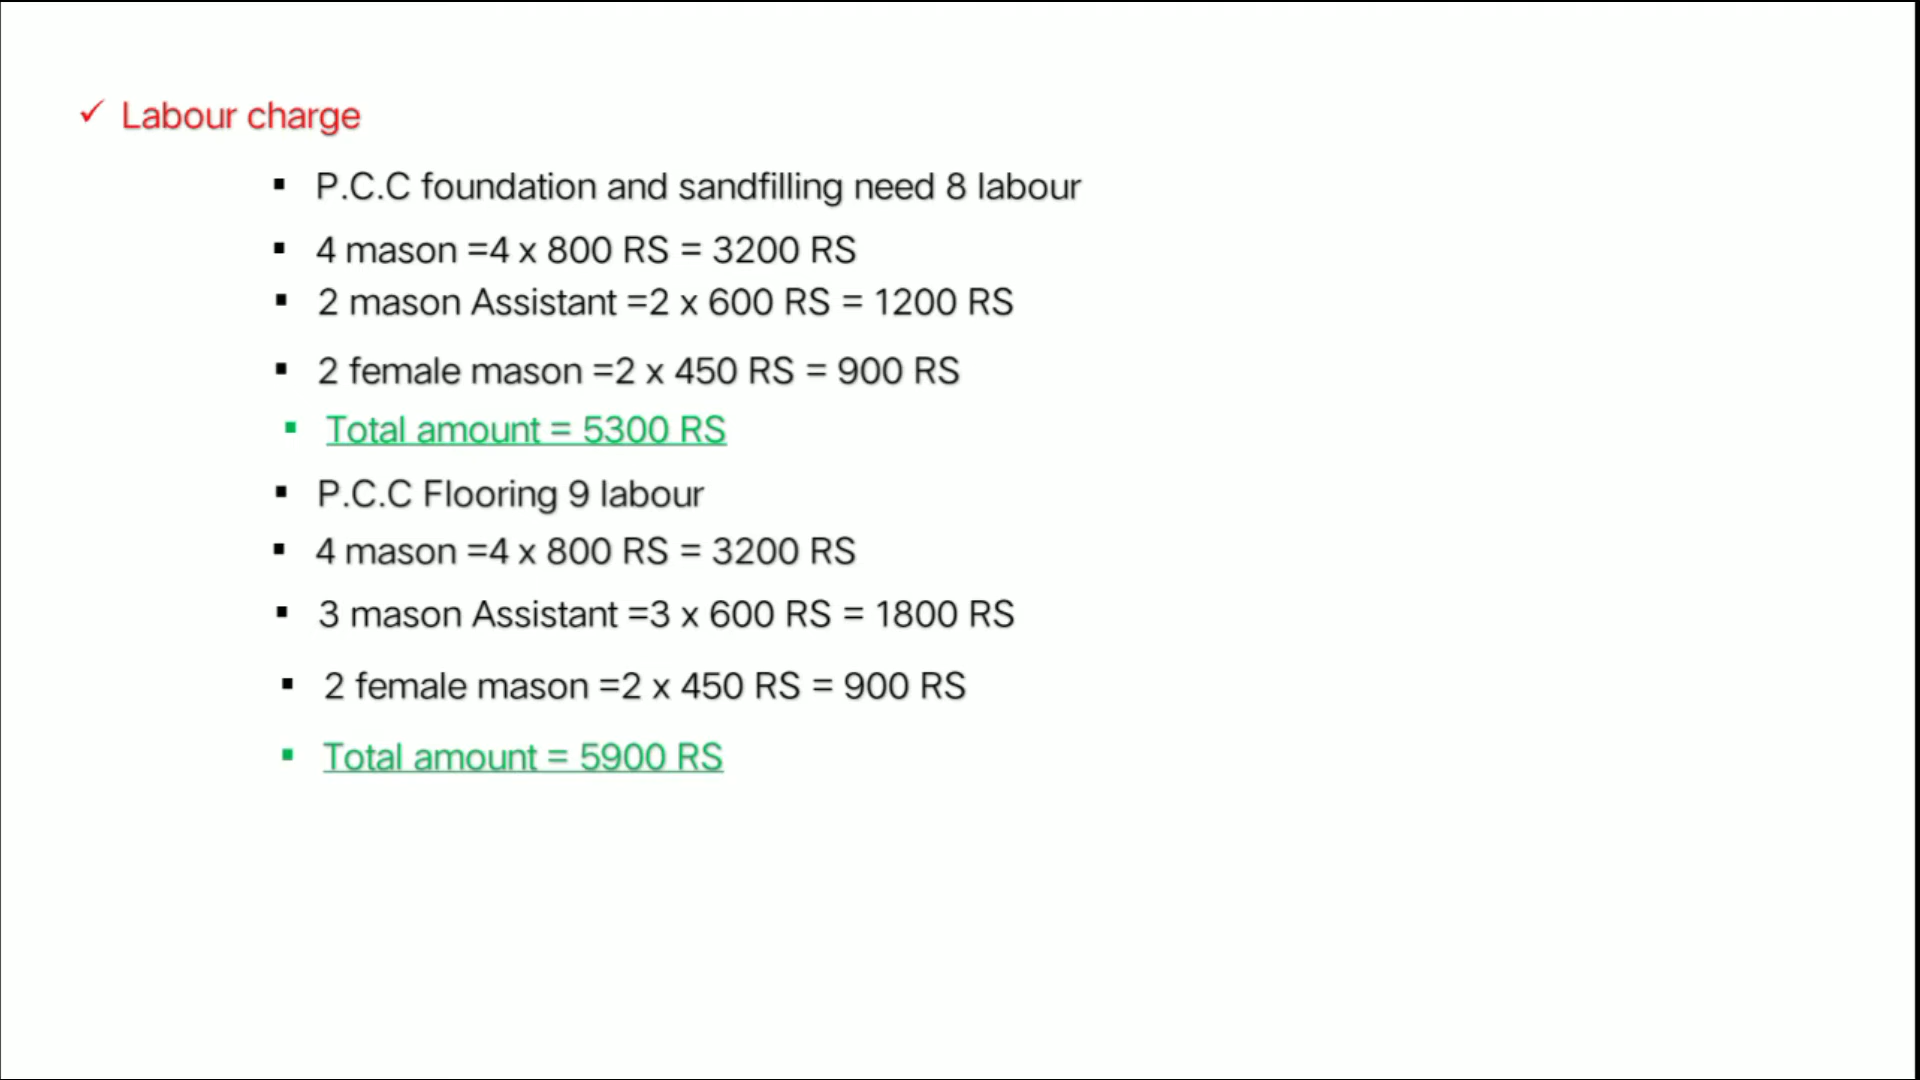 ✓ Labour charge
▪ P.C.C foundation and sandfilling need 8 labour
▪ 4 mason =4 x 800 RS = 3200 RS
▪ 2 mason Assistant =2 x 600 RS = 1200 RS
▪ 2 female mason =2 x 450 RS = 900 RS
▪ Total amount = 5300 RS
▪ P.C.C Flooring 9 labour
▪ 4 mason =4 x 800 RS = 3200 RS
▪ 3 mason Assistant =3 x 600 RS = 1800 RS
▪ 2 female mason =2 x 450 RS = 900 RS
▪ Total amount = 5900 RS